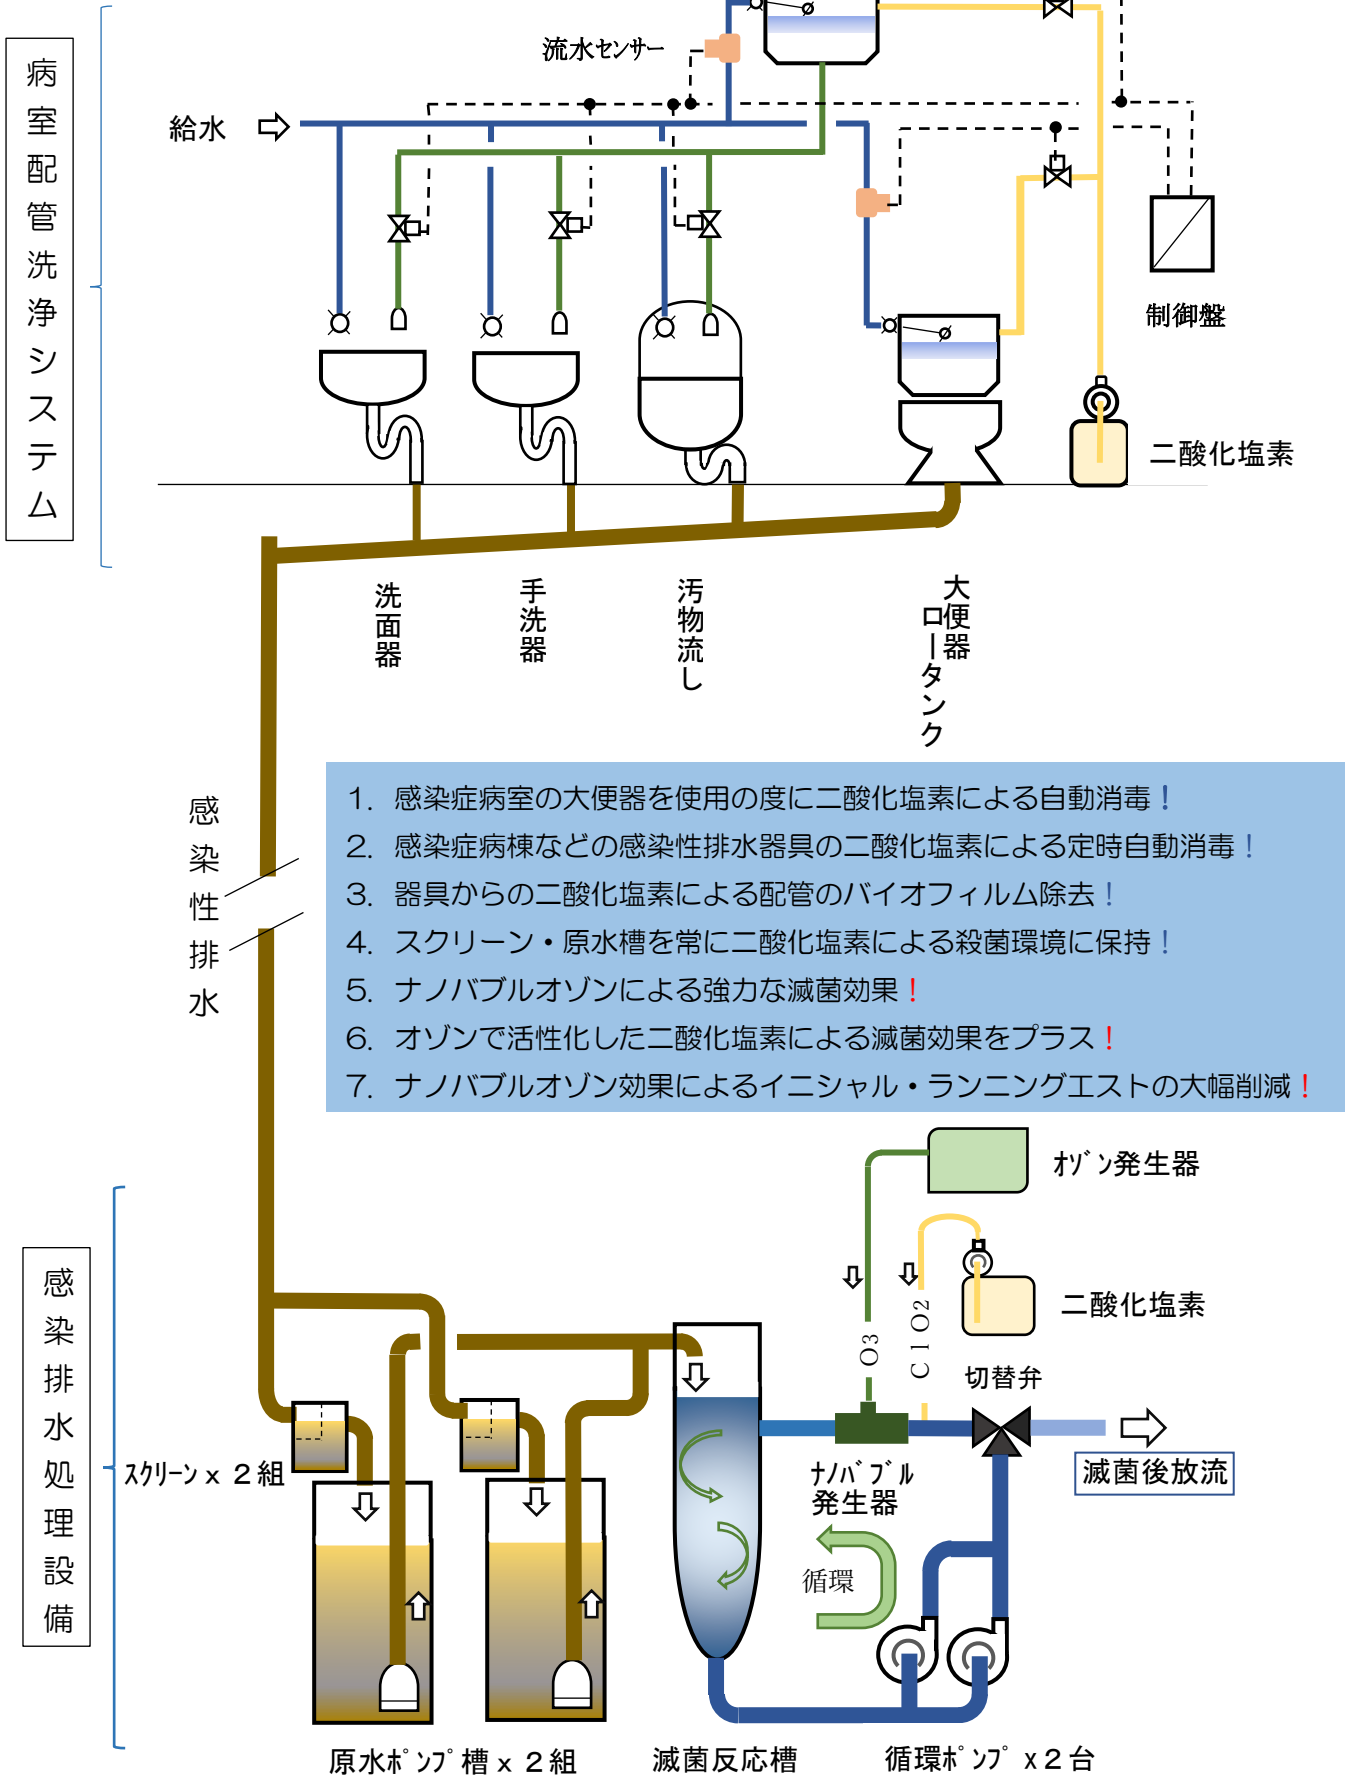 病室配管洗浄システム
流水センサー
給水
制御盤
二酸化塩素
洗面器
手洗器
汚物流し
大便器
ロータンク
感染性排水
1. 感染症病室の大便器を使用の度に二酸化塩素による自動消毒！
2. 感染症病棟などの感染性排水器具の二酸化塩素による定時自動消毒！
3. 器具からの二酸化塩素による配管のバイオフィルム除去！
4. スクリーン・原水槽を常に二酸化塩素による殺菌環境に保持！
5. ナノバブルオゾンによる強力な滅菌効果！
6. オゾンで活性化した二酸化塩素による滅菌効果をプラス！
7. ナノバブルオゾン効果によるイニシャル・ランニングエストの大幅削減！
感染排水処理設備
ｵｿﾞﾝ発生器
二酸化塩素
O3
ClO2
切替弁
滅菌後放流
ﾅﾉﾊﾞﾌﾞﾙ
発生器
循環
ｽｸﾘｰﾝ x 2組
原水ﾎﾟﾝﾌﾟ槽 x 2組
滅菌反応槽
循環ﾎﾟﾝﾌﾟ x2台